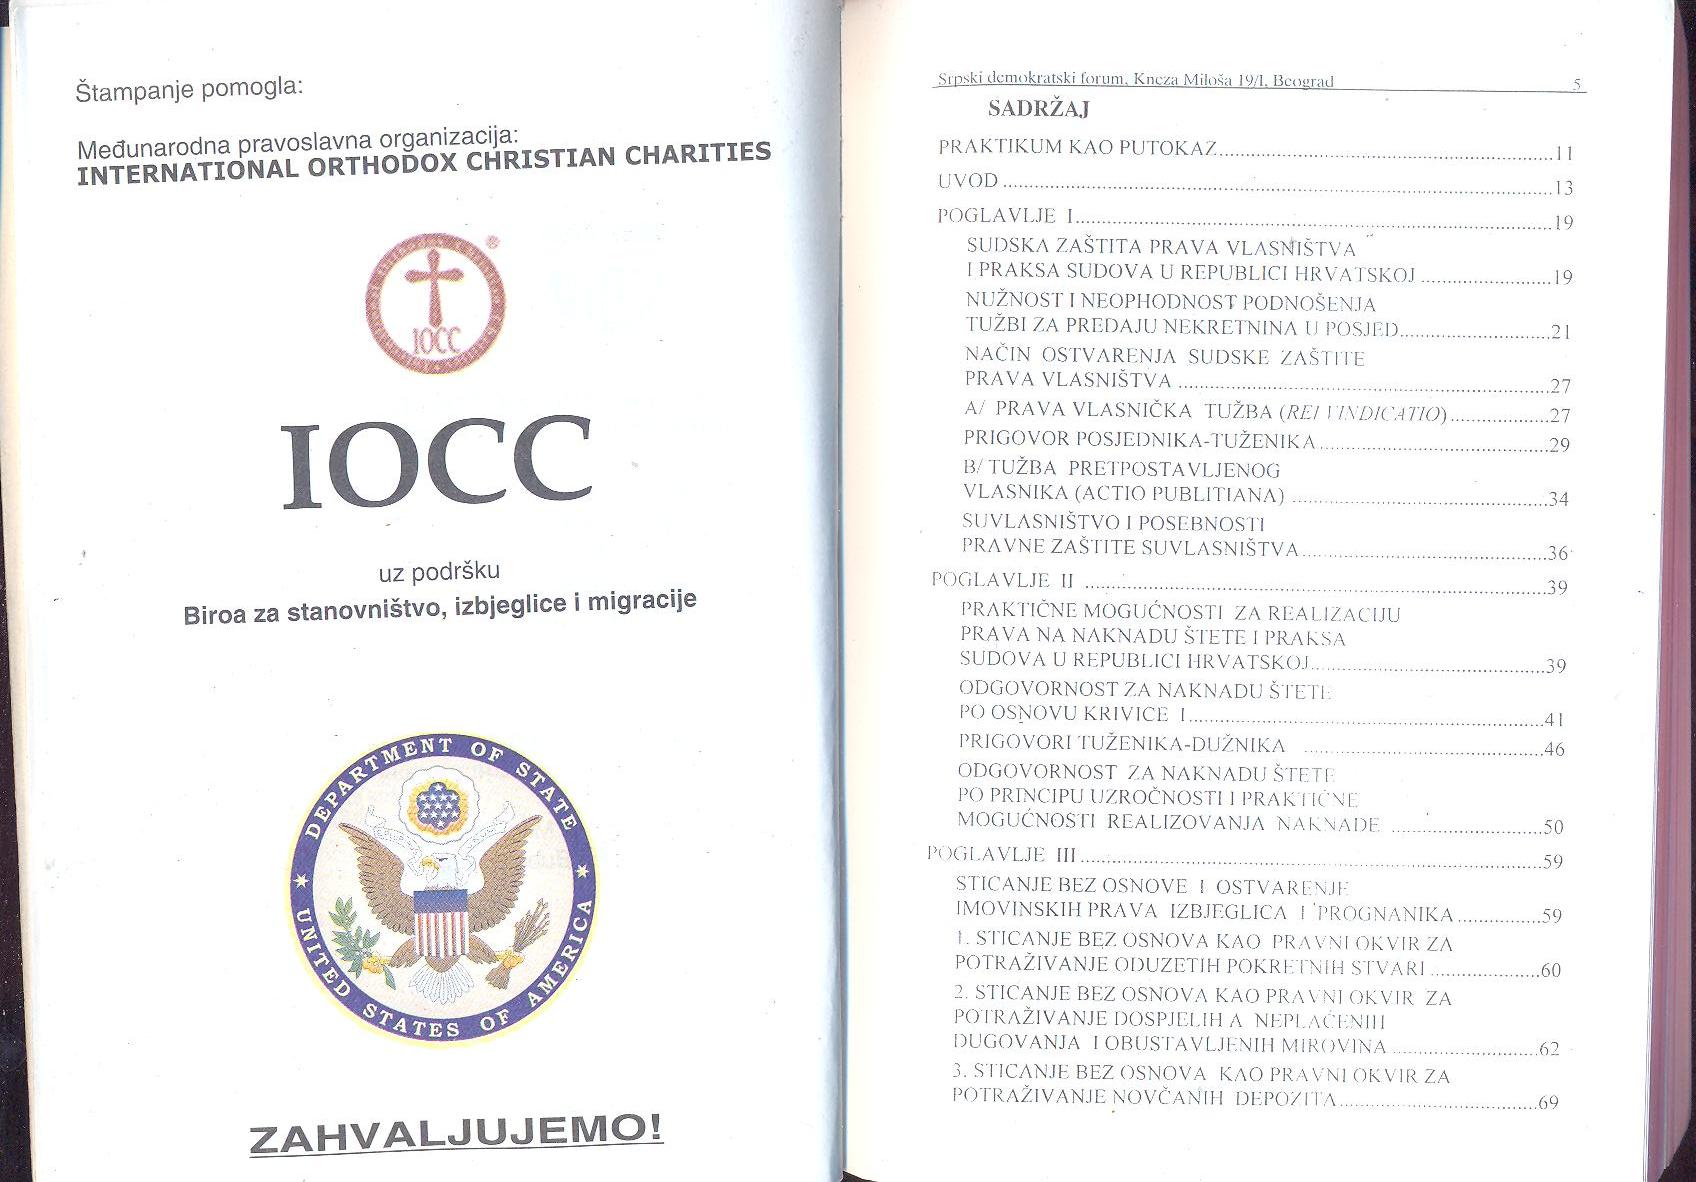 Štampanje pomogla:
Međunarodna pravoslavna organizacija:
INTERNATIONAL ORTHODOX CHRISTIAN CHARITIES
®
IOCC
IOCC
uz podršku
Biroa za stanovništvo, izbjeglice i migracije
DEPARTMENT OF STATE
UNITED STATES OF AMERICA
ZAHVALJUJEMO!
Srpski demokratski forum, Kneza Miloša 19/I, Beograd 5
SADRŽAJ
PRAKTIKUM KAO PUTOKAZ 11
UVOD 13
POGLAVLJE I 19
SUDSKA ZAŠTITA PRAVA VLASNIŠTVA
I PRAKSA SUDOVA U REPUBLICI HRVATSKOJ 19
NUŽNOST I NEOPHODNOST PODNOŠENJA
TUŽBI ZA PREDAJU NEKRETNINA U POSJED 21
NAČIN OSTVARENJA SUDSKE ZAŠTITE
PRAVA VLASNIŠTVA 27
A/ PRAVA VLASNIČKA TUŽBA (REI VINDICATIO) 27
PRIGOVOR POSJEDNIKA-TUŽENIKA 29
B/ TUŽBA PRETPOSTAVLJENOG
VLASNIKA (ACTIO PUBLITIANA) 34
SUVLASNIŠTVO I POSEBNOSTI
PRAVNE ZAŠTITE SUVLASNIŠTVA 36
POGLAVLJE II 39
PRAKTIČNE MOGUĆNOSTI ZA REALIZACIJU
PRAVA NA NAKNADU ŠTETE I PRAKSA
SUDOVA U REPUBLICI HRVATSKOJ 39
ODGOVORNOST ZA NAKNADU ŠTETE
PO OSNOVU KRIVICE I 41
PRIGOVORI TUŽENIKA-DUŽNIKA 46
ODGOVORNOST ZA NAKNADU ŠTETE
PO PRINCIPU UZROČNOSTI I PRAKTIČNE
MOGUĆNOSTI REALIZOVANJA NAKNADE 50
POGLAVLJE III 59
STICANJE BEZ OSNOVE I OSTVARENJE
IMOVINSKIH PRAVA IZBJEGLICA I PROGNANIKA 59
1. STICANJE BEZ OSNOVA KAO PRAVNI OKVIR ZA
POTRAŽIVANJE ODUZETIH POKRETNIH STVARI 60
2. STICANJE BEZ OSNOVA KAO PRAVNI OKVIR ZA
POTRAŽIVANJE DOSPJELIH A NEPLAĆENIH
DUGOVANJA I OBUSTAVLJENIH MIROVINA 62
3. STICANJE BEZ OSNOVA KAO PRAVNI OKVIR ZA
POTRAŽIVANJE NOVČANIH DEPOZITA 69